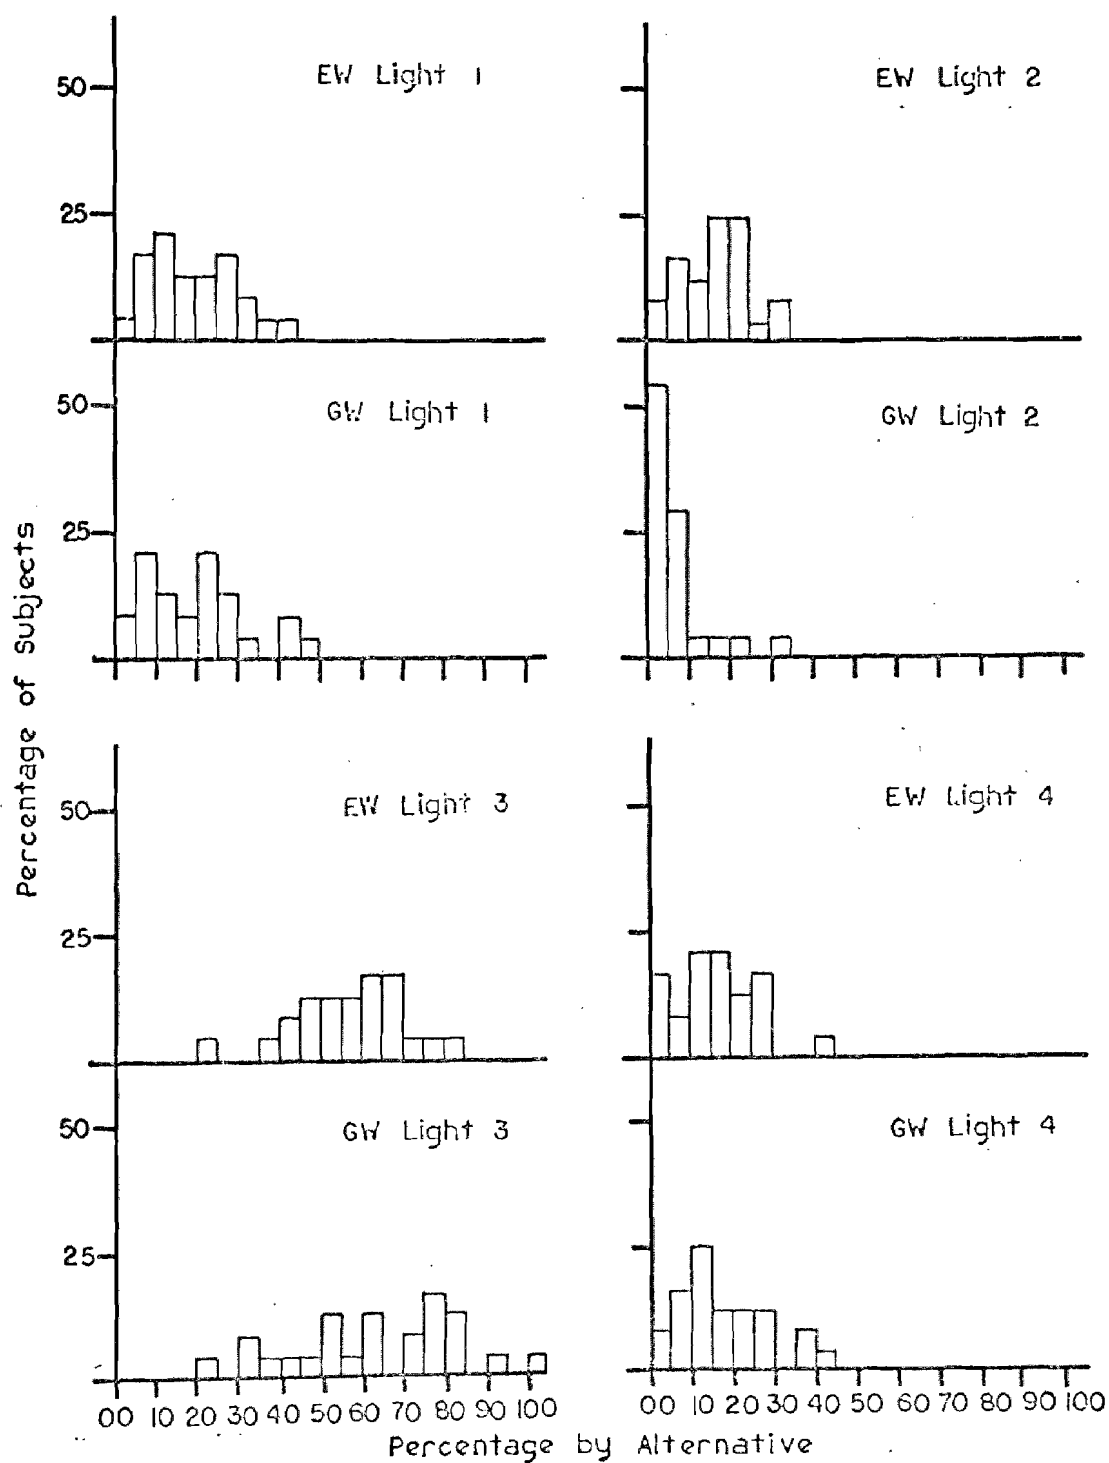 EW Light 1
50
25
EW Light 2
GW Light 1
50
25
GW Light 2
Percentage of Subjects
EW Light 3
50
25
EW Light 4
GW Light 3
50
25
00 10 20 30 40 50 60 70 80 90 100
GW Light 4
00 10 20 30 40 50 60 70 80 90 100
Percentage by Alternative